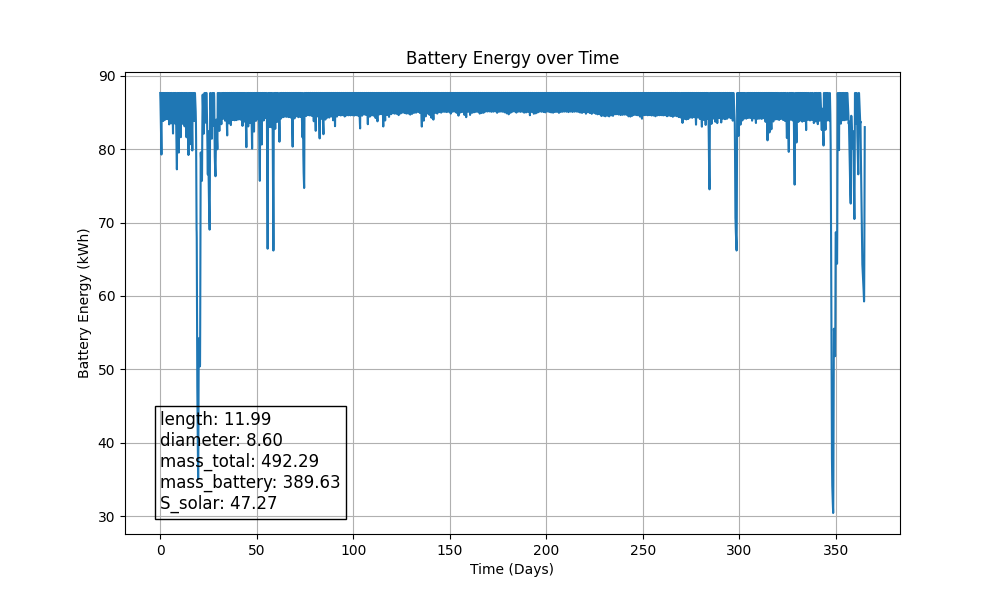 Battery Energy over Time
Battery Energy (kWh)
90
80
70
60
50
40
30
length: 11.99
diameter: 8.60
mass_total: 492.29
mass_battery: 389.63
S_solar: 47.27
0 50 100 150 200 250 300 350
Time (Days)